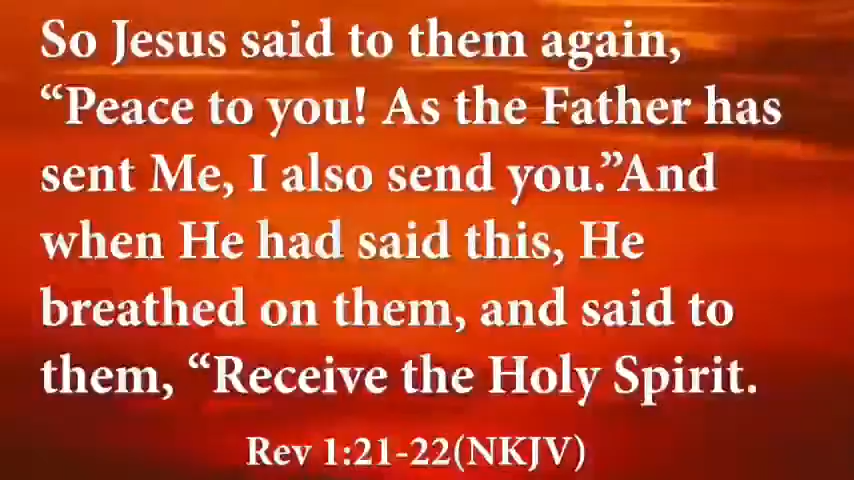 So Jesus said to them again,
“Peace to you! As the Father has
sent Me, I also send you.”And
when He had said this, He
breathed on them, and said to
them, “Receive the Holy Spirit.
Rev 1:21-22(NKJV)